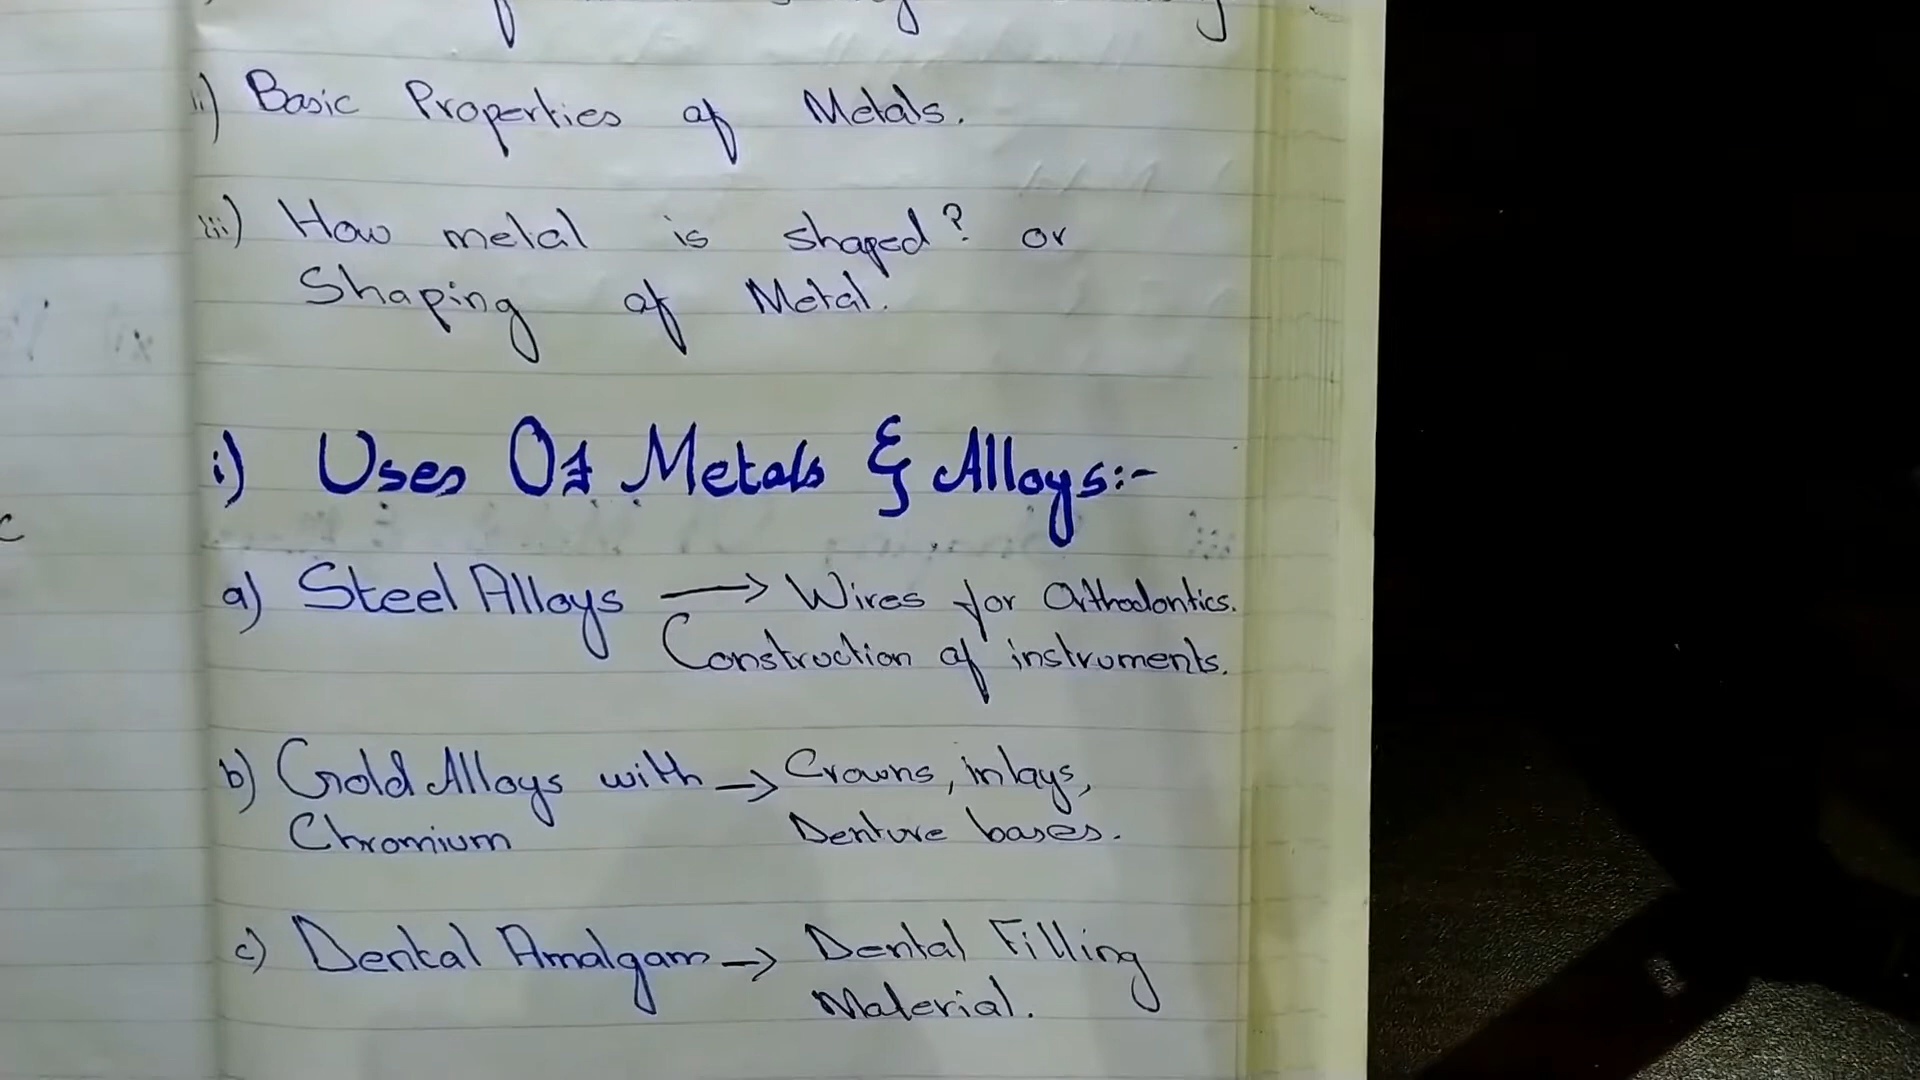 ii) Basic Properties of Metals.
iii) How metal is shaped? or
Shaping of Metal.
i) Uses Of Metals & Alloys:-
a) Steel Alloys → Wires for Orthodontics.
Construction of instruments.
b) Gold Alloys with → Crowns, inlays,
Chromium Denture bases.
c) Dental Amalgam → Dental Filling
Material.